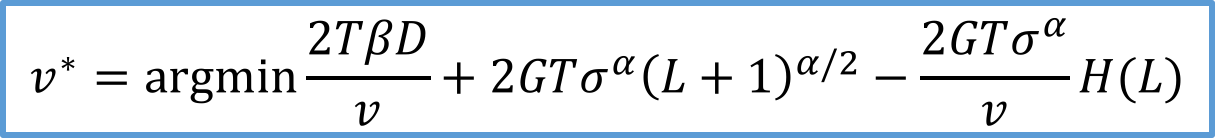 v* = argmin 2TβD/v + 2GTσ^α(L + 1)^{α/2} − 2GTσ^α/v H(L)